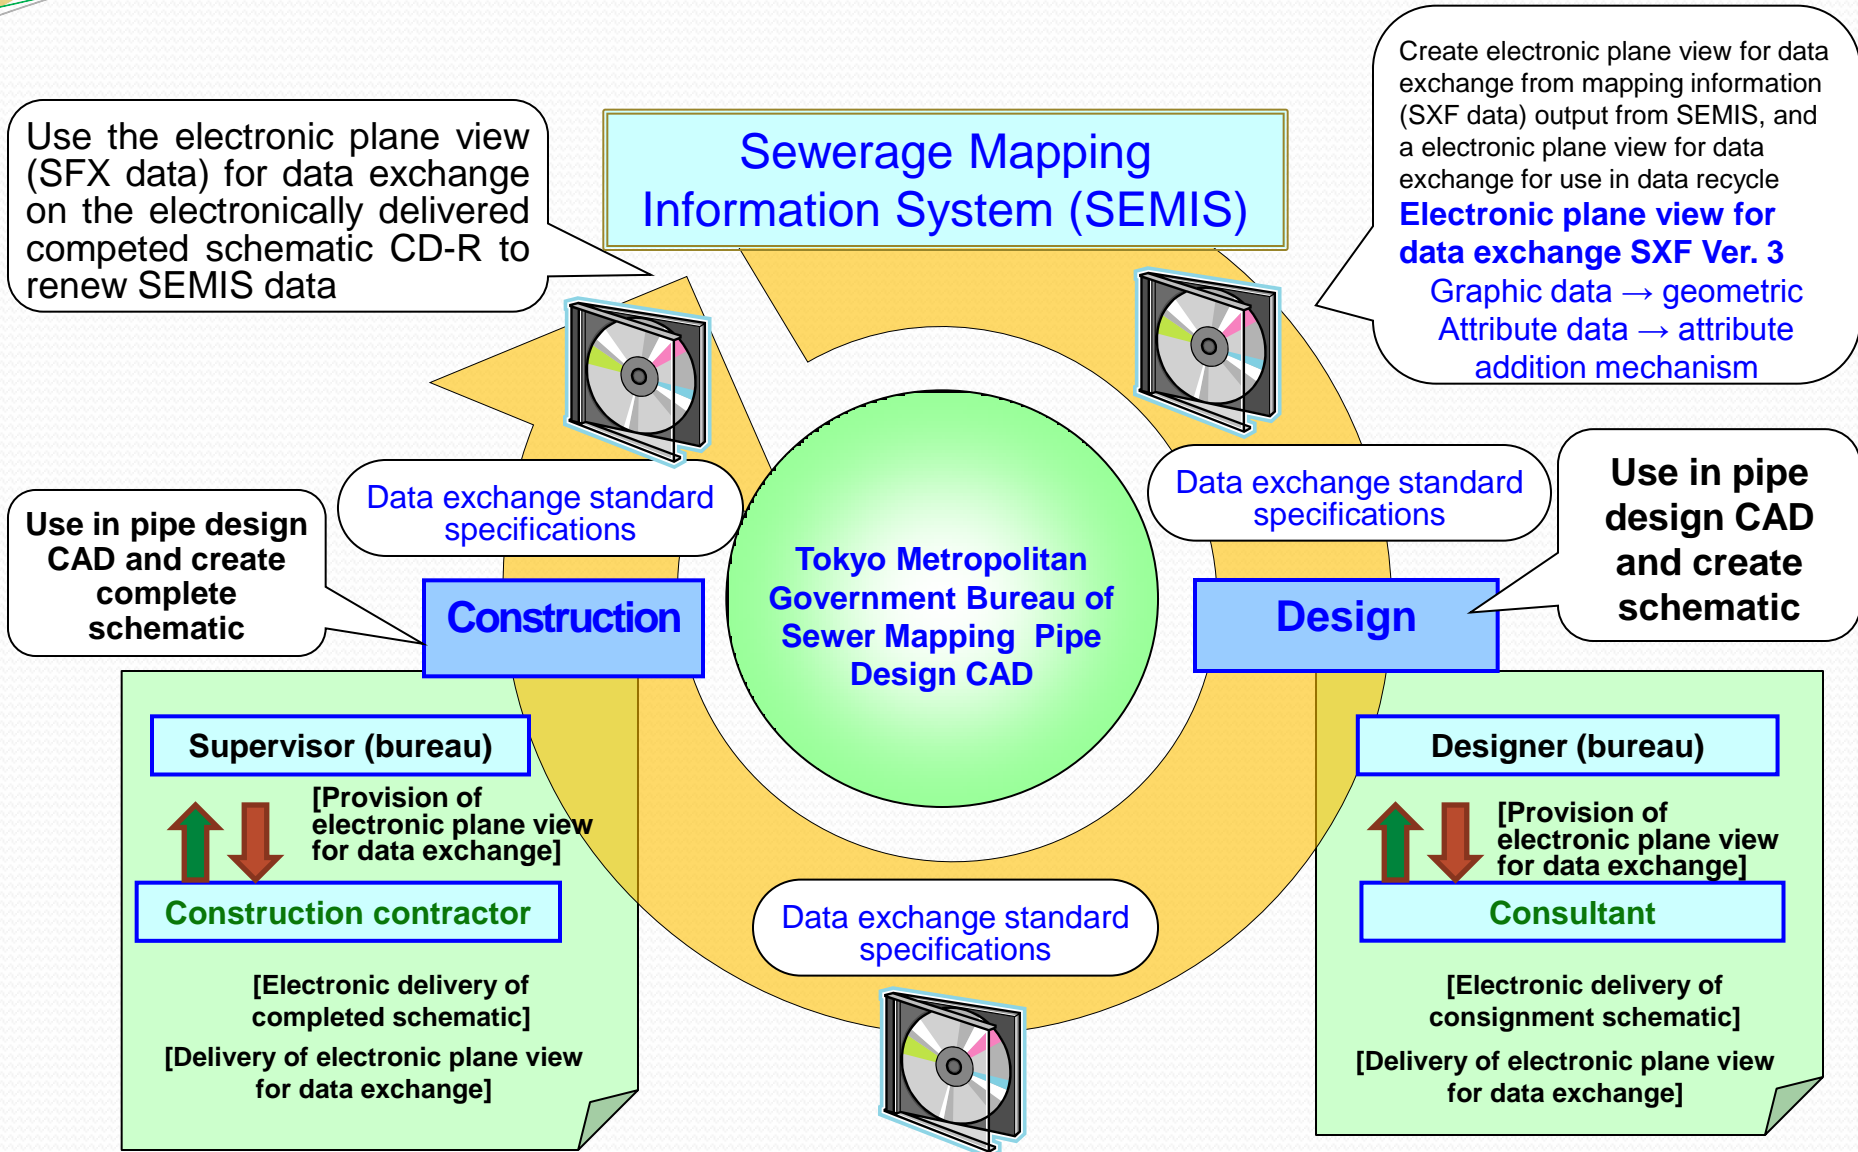 Use the electronic plane view
(SFX data) for data exchange
on the electronically delivered
competed schematic CD-R to
renew SEMIS data
Sewerage Mapping
Information System (SEMIS)
Create electronic plane view for data
exchange from mapping information
(SXF data) output from SEMIS, and
a electronic plane view for data
exchange for use in data recycle
Electronic plane view for
data exchange SXF Ver. 3
Graphic data → geometric
Attribute data → attribute
addition mechanism
Data exchange standard
specifications
Data exchange standard
specifications
Use in pipe design
CAD and create
complete
schematic
Use in pipe
design CAD
and create
schematic
Construction
Tokyo Metropolitan
Government Bureau of
Sewer Mapping Pipe
Design CAD
Design
Supervisor (bureau)
[Provision of
electronic plane view
for data exchange]
Construction contractor
[Electronic delivery of
completed schematic]
[Delivery of electronic plane view
for data exchange]
Data exchange standard
specifications
Designer (bureau)
[Provision of
electronic plane view
for data exchange]
Consultant
[Electronic delivery of
consignment schematic]
[Delivery of electronic plane view
for data exchange]